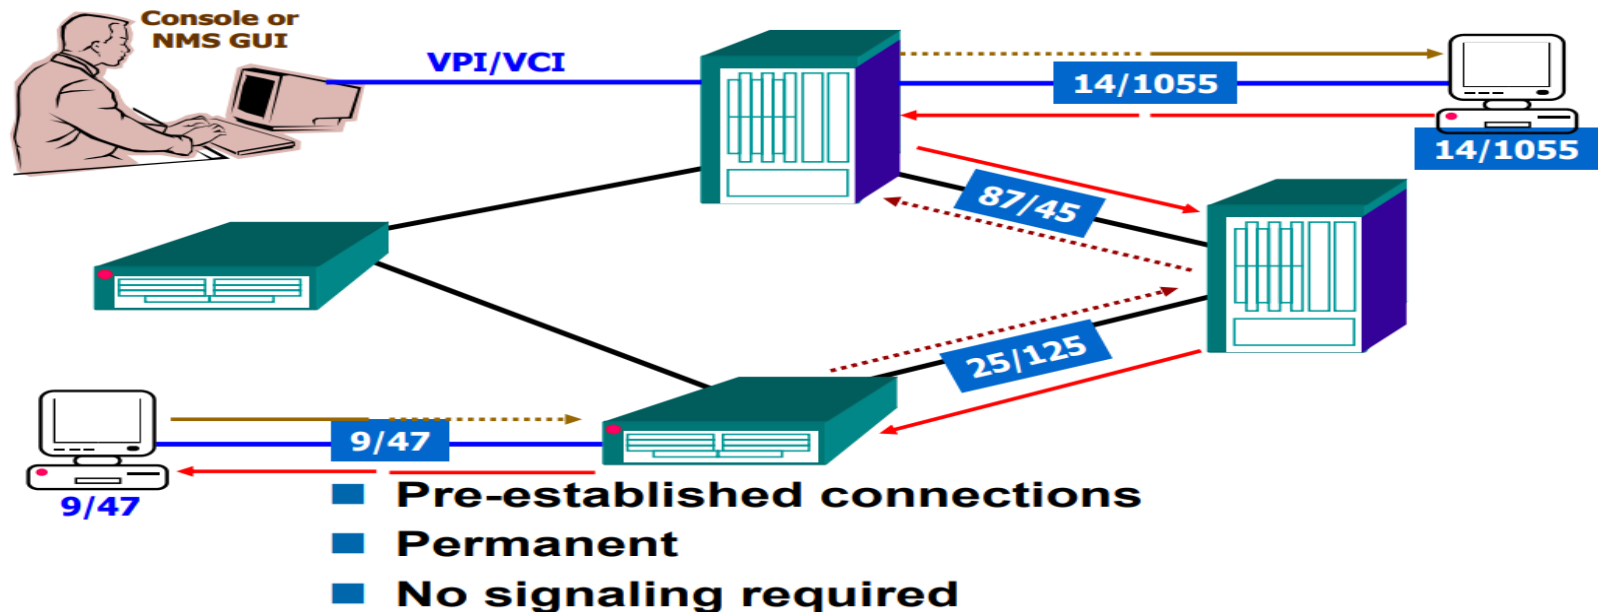 Console or
NMS GUI
VPI/VCI
14/1055
14/1055
87/45
25/125
9/47
9/47
Pre-established connections
Permanent
No signaling required